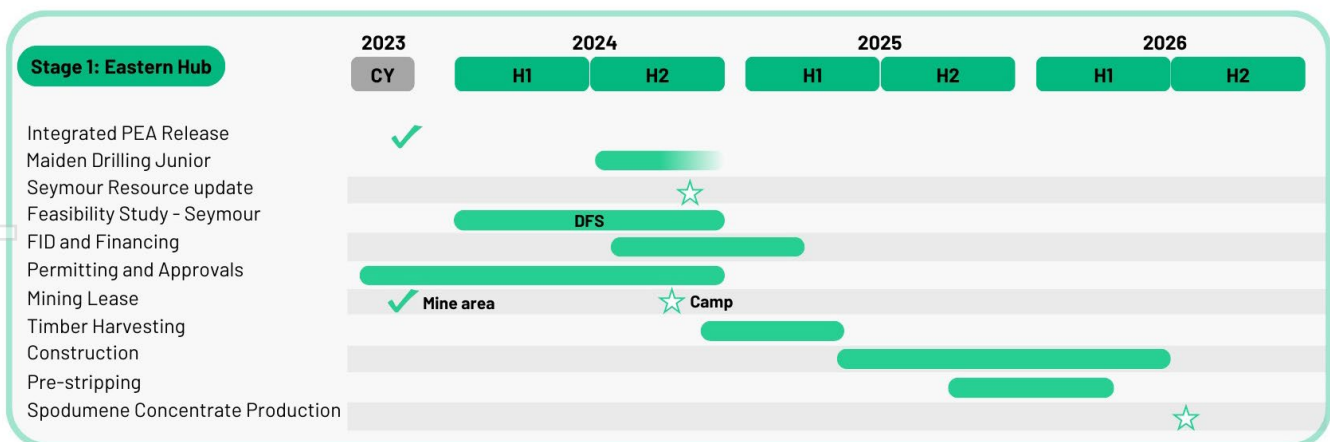 2023 2024 2025 2026
Stage 1: Eastern Hub CY H1 H2 H1 H2 H1 H2
Integrated PEA Release
Maiden Drilling Junior
Seymour Resource update
Feasibility Study - Seymour DFS
FID and Financing
Permitting and Approvals
Mining Lease Mine area Camp
Timber Harvesting
Construction
Pre-stripping
Spodumene Concentrate Production